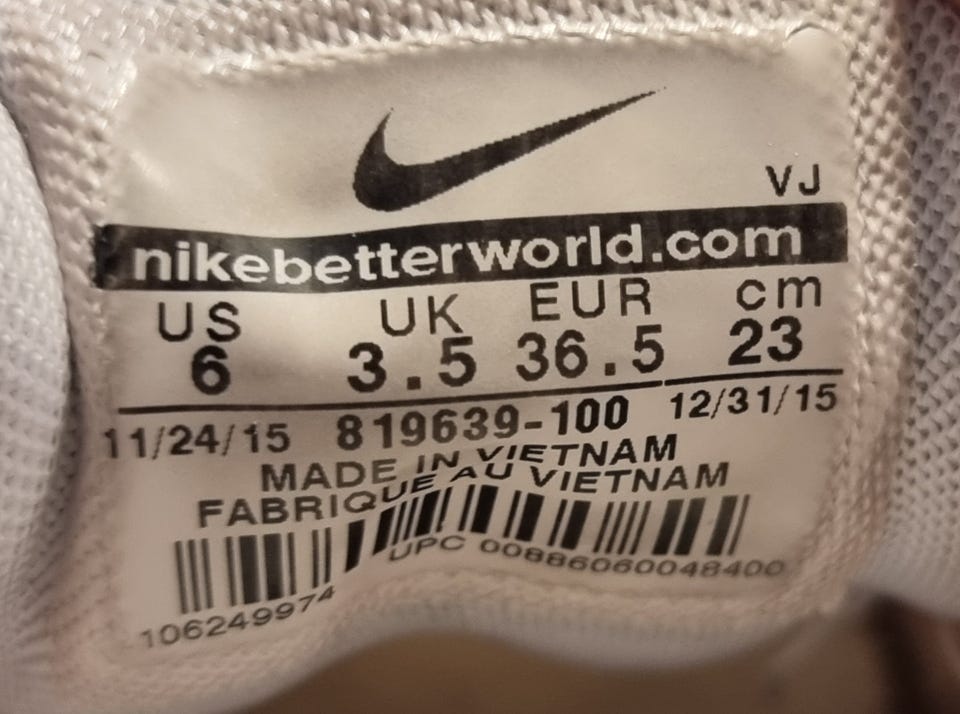 VJ
nikebetterworld.com
US UK EUR cm
6 3.5 36.5 23
11/24/15 819639-100 12/31/15
MADE IN VIETNAM
FABRIQUE AU VIETNAM
UPC 00886060048400
106249974